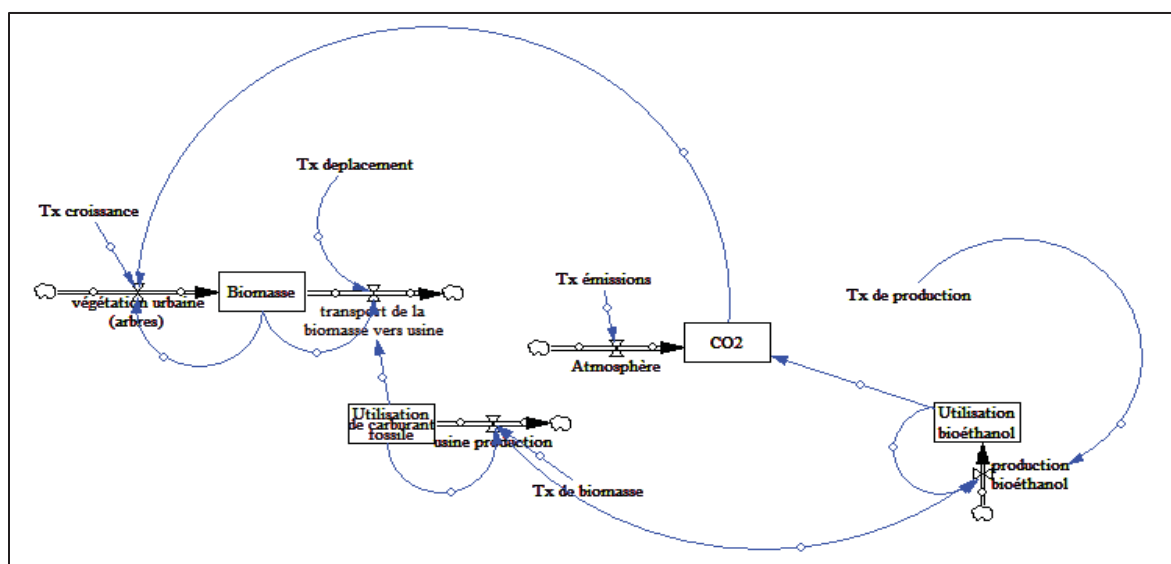 Tx deplacement
Tx croissance
Biomasse
végétation urbaine
(arbres)
transport de la
biomasse vers usine
Tx émissions
Tx de production
CO2
Atmosphère
Utilisation
de carburant
fossile
usine production
Utilisation
bioéthanol
production
bioéthanol
Tx de biomasse